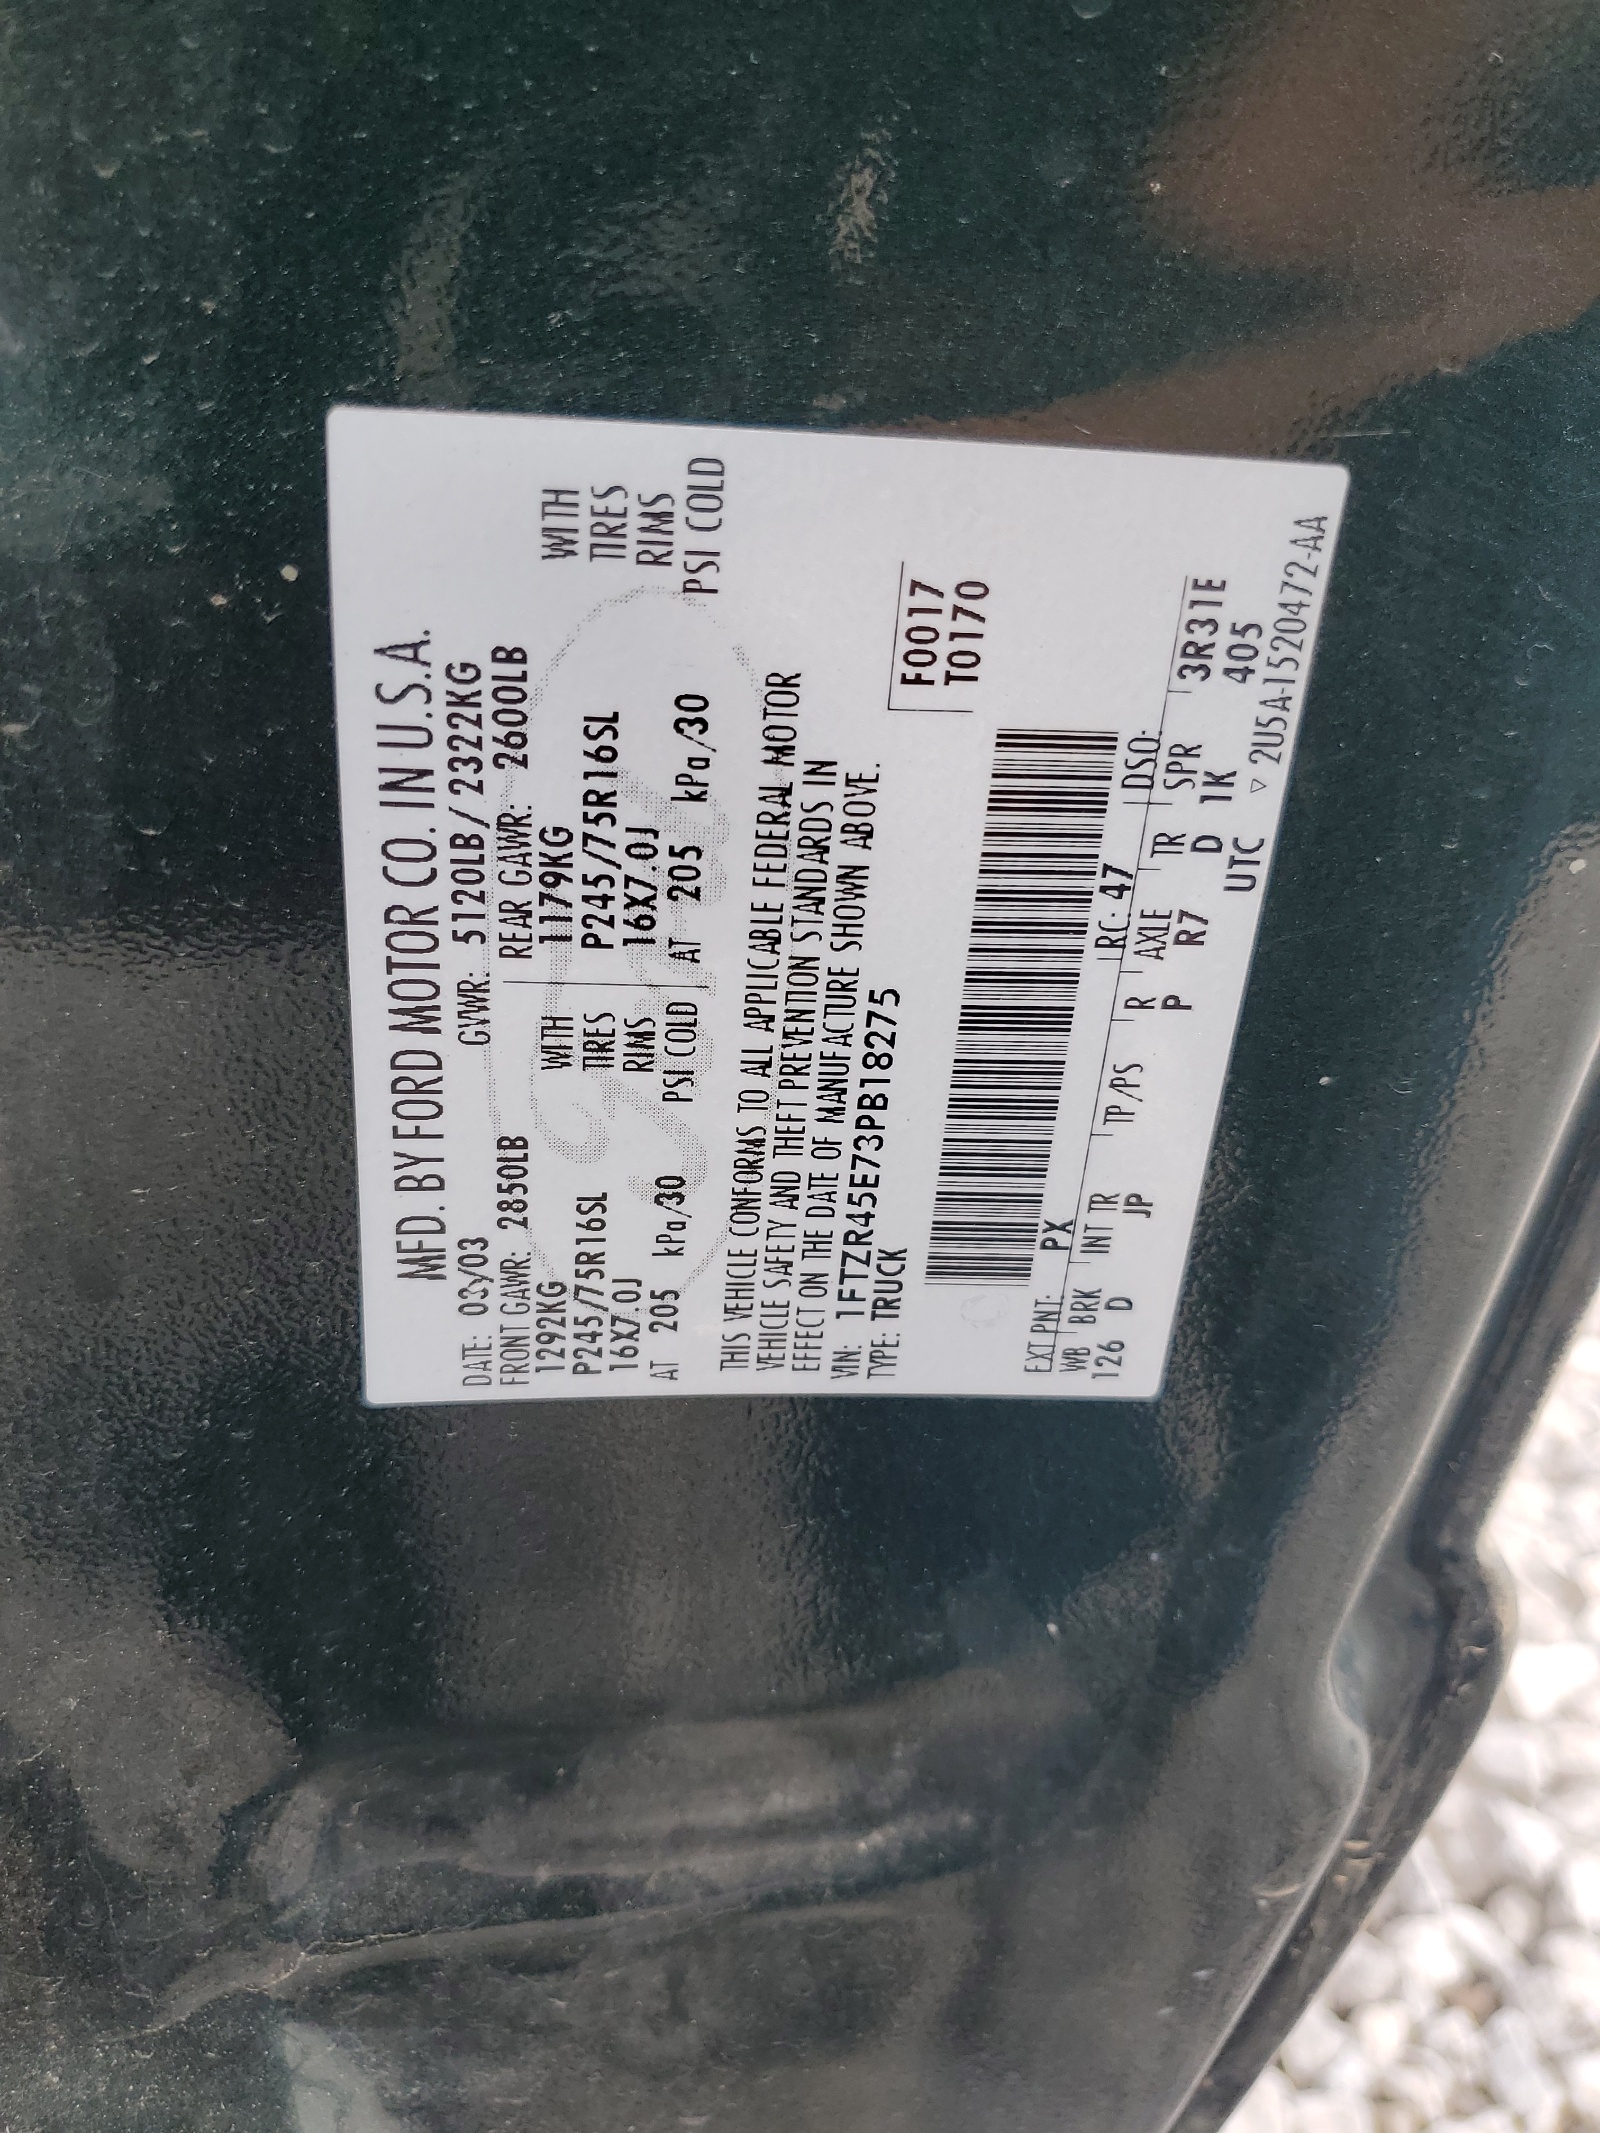 MFD. BY FORD MOTOR CO. IN U.S.A.
DATE: 03/03 GVWR: 5120LB/2322KG
FRONT GAWR: 2850LB REAR GAWR: 2600LB
1292KG WITH 1179KG WITH
P245/75R16SL TIRES P245/75R16SL TIRES
16X7.0J RIMS 16X7.0J RIMS
AT 205 kPa/30 PSI COLD AT 205 kPa/30 PSI COLD
THIS VEHICLE CONFORMS TO ALL APPLICABLE FEDERAL MOTOR
VEHICLE SAFETY AND THEFT PREVENTION STANDARDS IN
EFFECT ON THE DATE OF MANUFACTURE SHOWN ABOVE.
VIN: 1FTZR45E73PB18275
TYPE: TRUCK
F0017
T0170
EXT PNT: PX RC: 47 DSO:
WB BRK INT TR TP/PS R AXLE TR SPR 3R31E
126 D JP P R7 D 1K 405
UTC ▽ 2U5A-1520472-AA